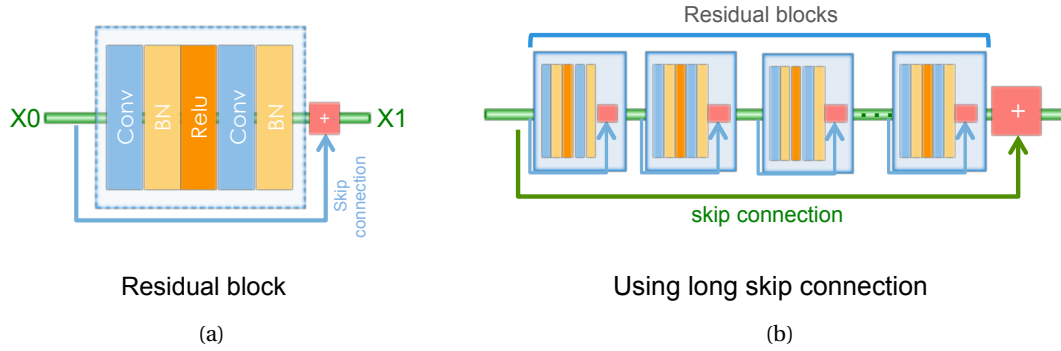 X0
Conv
BN
Relu
Conv
BN
+
X1
Skip
connection
Residual block
(a)
Residual blocks
...
+
skip connection
Using long skip connection
(b)